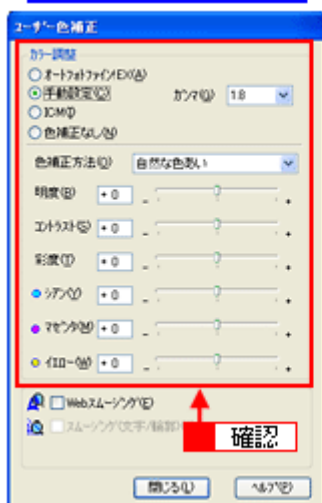 ユーザー色補正
カラー調整
オートフォトファインEX(A)
手動設定(C) ガンマ(G) 1.8
ICM(I)
色補正なし(N)
色補正方法(O) 自然な色あい
明度(B) +0 - +
コントラスト(S) +0 - +
彩度(T) +0 - +
シアン(Y) +0 - +
マゼンタ(M) +0 - +
イエロー(W) +0 - +
Webスムージング(E)
スムージング(文字/輪郭)
確認
閉じる(L) ヘルプ(P)